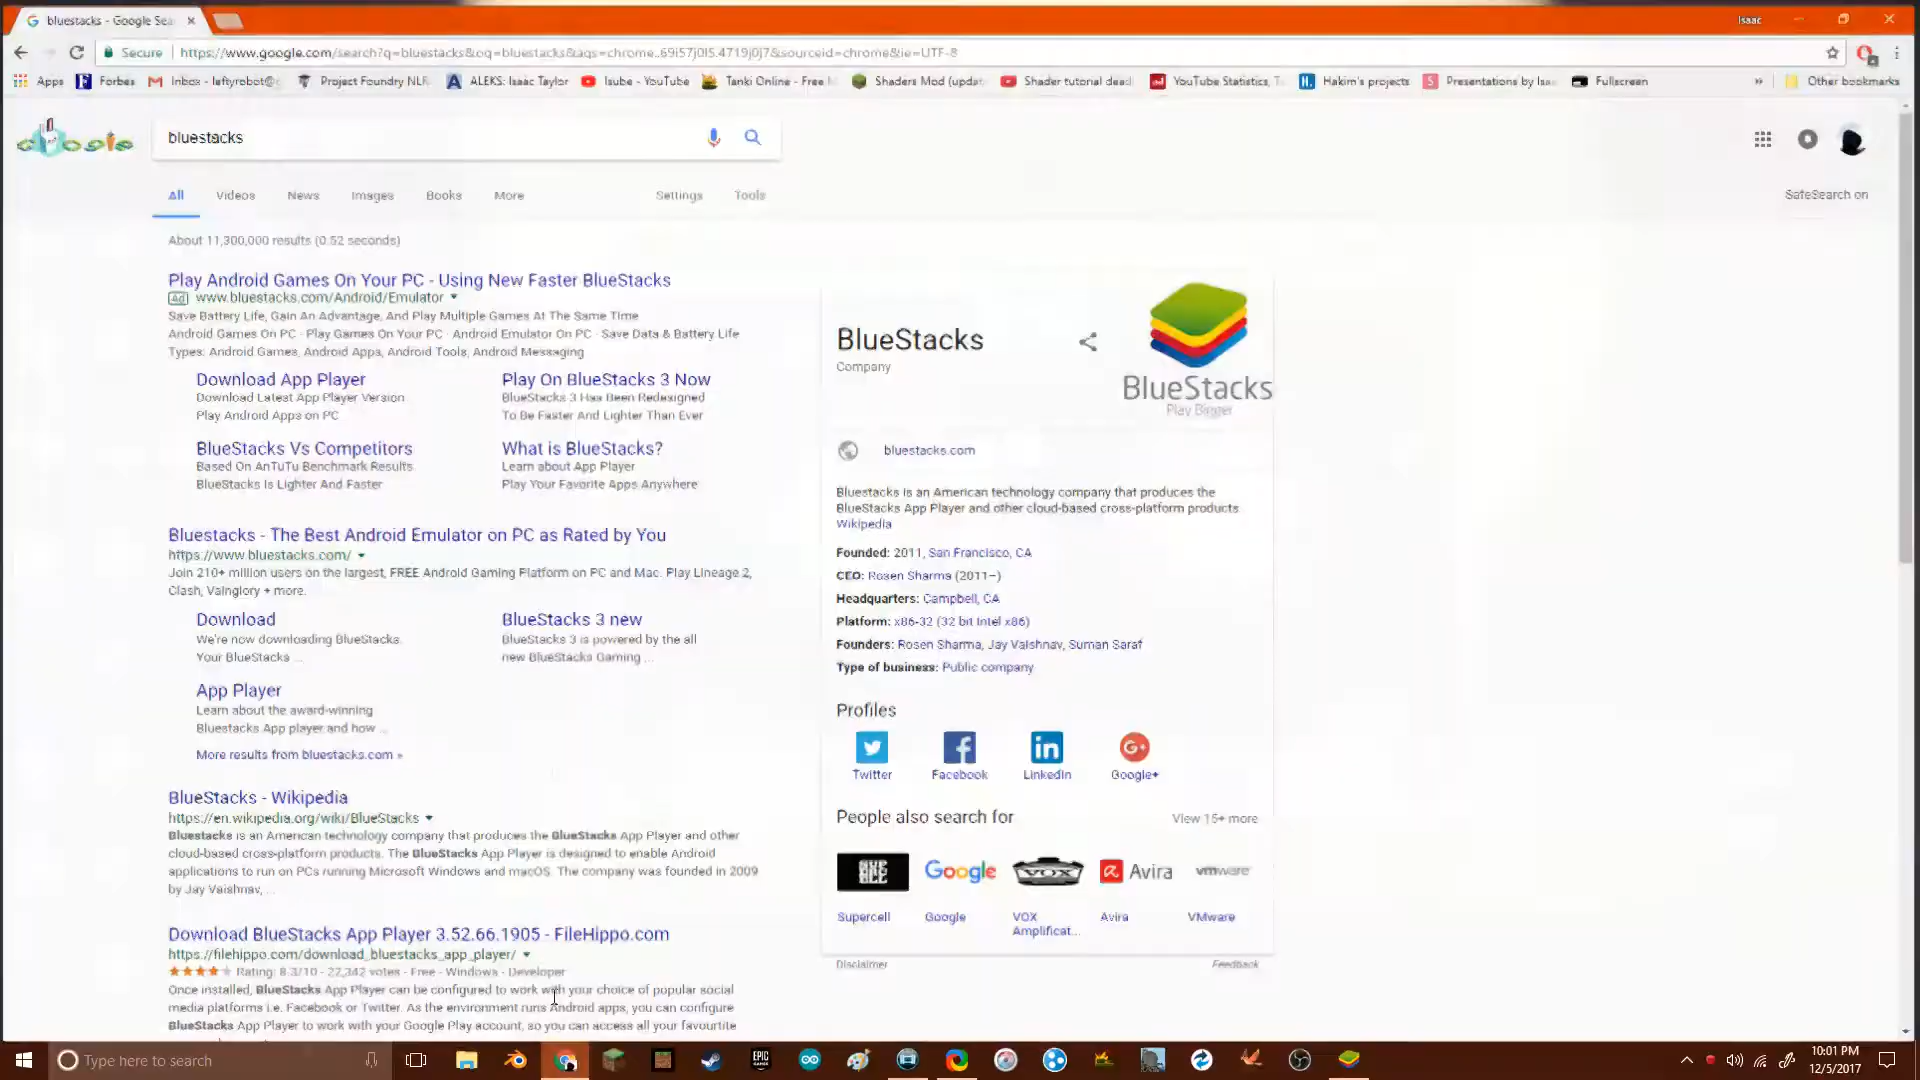 bluestacks - Google Sea
Isaac
Secure
https://www.google.com/search?q=bluestacks&oq=bluestacks&aqs=chrome..69i57j0l5.4719j0j7&sourceid=chrome&ie=UTF-8
Apps Forbes Inbox - leftyrobot@ Project Foundry NLR ALEKS: Isaac Taylor Isube - YouTube Tanki Online - Free Shaders Mod (updat Shader tutorial dead YouTube Statistics, Hakim's projects Presentations by Isaa Fullscreen » Other bookmarks
bluestacks
All Videos News Images Books More Settings Tools
SafeSearch on
About 11,300,000 results (0.52 seconds)
Play Android Games On Your PC - Using New Faster BlueStacks
Ad www.bluestacks.com/Android/Emulator
Save Battery Life, Gain An Advantage, And Play Multiple Games At The Same Time
Android Games On PC · Play Games On Your PC · Android Emulator On PC · Save Data & Battery Life
Types: Android Games, Android Apps, Android Tools, Android Messaging
Download App Player
Download Latest App Player Version
Play Android Apps on PC
Play On BlueStacks 3 Now
BlueStacks 3 Has Been Redesigned
To Be Faster And Lighter Than Ever
BlueStacks Vs Competitors
Based On AnTuTu Benchmark Results
BlueStacks Is Lighter And Faster
What is BlueStacks?
Learn about App Player
Play Your Favorite Apps Anywhere
Bluestacks - The Best Android Emulator on PC as Rated by You
https://www.bluestacks.com/
Join 210+ million users on the largest, FREE Android Gaming Platform on PC and Mac. Play Lineage 2,
Clash, Vainglory + more.
Download
We're now downloading BlueStacks.
Your BlueStacks ...
BlueStacks 3 new
BlueStacks 3 is powered by the all
new BlueStacks Gaming ...
App Player
Learn about the award-winning
Bluestacks App player and how ...
More results from bluestacks.com »
BlueStacks - Wikipedia
https://en.wikipedia.org/wiki/BlueStacks
Bluestacks is an American technology company that produces the BlueStacks App Player and other
cloud-based cross-platform products. The BlueStacks App Player is designed to enable Android
applications to run on PCs running Microsoft Windows and macOS. The company was founded in 2009
by Jay Vaishnav, ...
Download BlueStacks App Player 3.52.66.1905 - FileHippo.com
https://filehippo.com/download_bluestacks_app_player/
Rating: 8.3/10 - 22,342 votes - Free - Windows - Developer
Once installed, BlueStacks App Player can be configured to work with your choice of popular social
media platforms i.e. Facebook or Twitter. As the environment runs Android apps, you can configure
BlueStacks App Player to work with your Google Play account, so you can access all your favourite
BlueStacks
Company
BlueStacks
Play Bigger
bluestacks.com
Bluestacks is an American technology company that produces the
BlueStacks App Player and other cloud-based cross-platform products.
Wikipedia
Founded: 2011, San Francisco, CA
CEO: Rosen Sharma (2011–)
Headquarters: Campbell, CA
Platform: x86-32 (32 bit Intel x86)
Founders: Rosen Sharma, Jay Vaishnav, Suman Saraf
Type of business: Public company
Profiles
Twitter Facebook LinkedIn Google+
People also search for View 15+ more
Google VOX Avira vmware
Supercell Google VOX Amplificat... Avira VMware
Disclaimer Feedback
Type here to search
EPIC GAMES
10:01 PM
12/5/2017